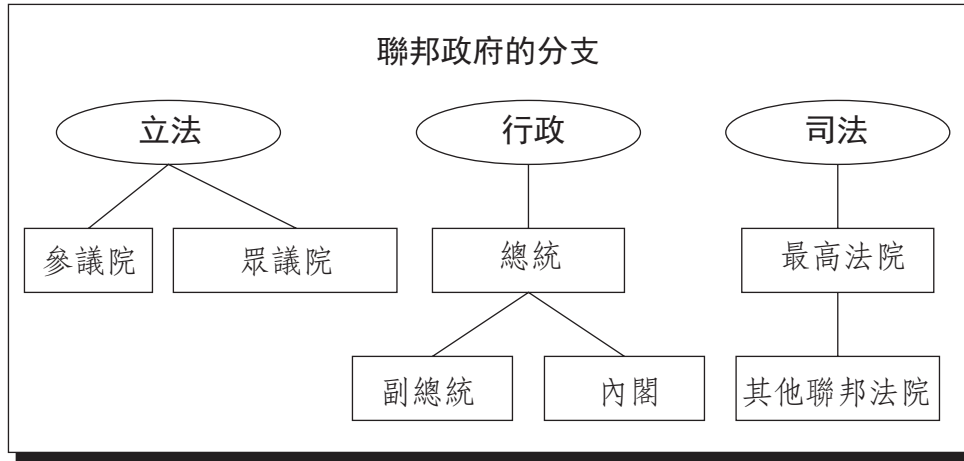 聯邦政府的分支
立法
行政
司法
參議院
眾議院
總統
最高法院
副總統
內閣
其他聯邦法院